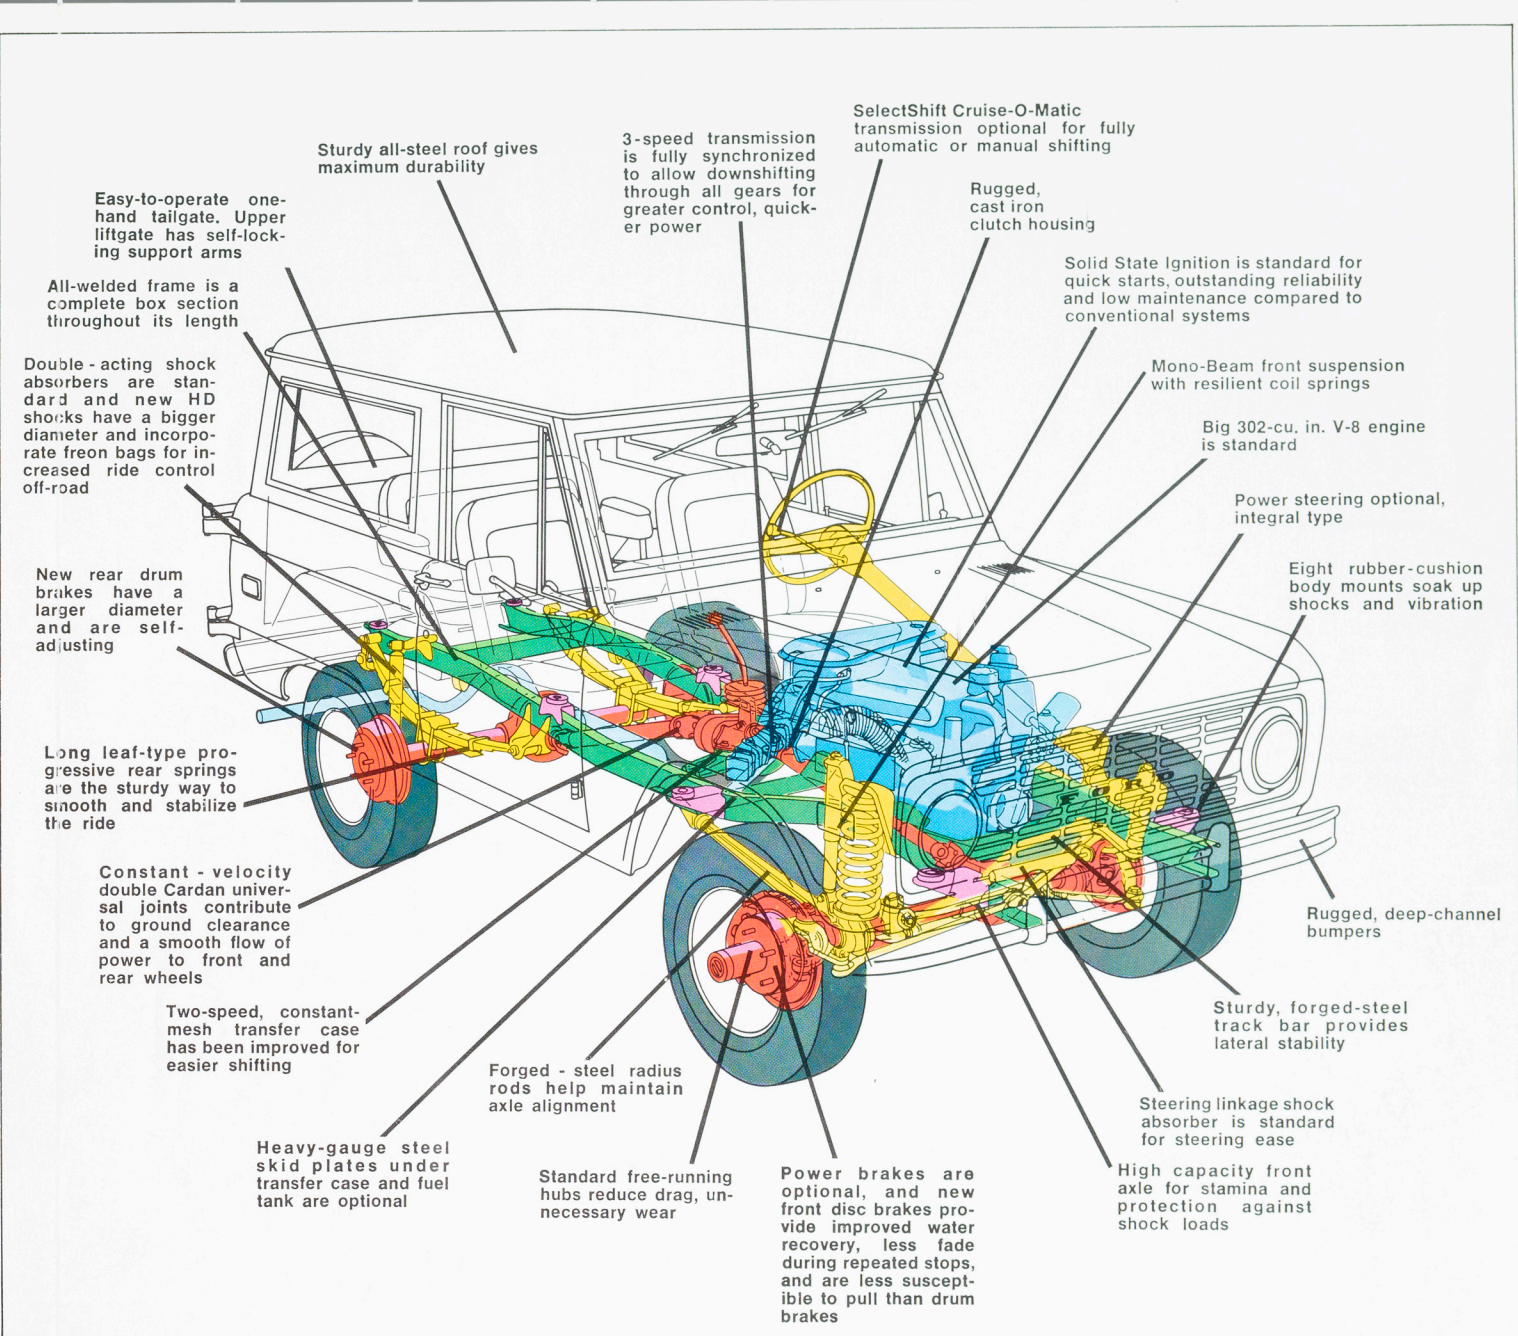 SelectShift Cruise-O-Matic
transmission optional for fully
automatic or manual shifting
3-speed transmission
is fully synchronized
to allow downshifting
through all gears for
greater control, quick-
er power
Sturdy all-steel roof gives
maximum durability
Rugged,
cast iron
clutch housing
Easy-to-operate one-
hand tailgate. Upper
liftgate has self-lock-
ing support arms
Solid State Ignition is standard for
quick starts, outstanding reliability
and low maintenance compared to
conventional systems
All-welded frame is a
complete box section
throughout its length
Double - acting shock
absorbers are stan-
dard and new HD
shocks have a bigger
diameter and incorpo-
rate freon bags for in-
creased ride control
off-road
Mono-Beam front suspension
with resilient coil springs
Big 302-cu. in. V-8 engine
is standard
Power steering optional,
integral type
Eight rubber-cushion
body mounts soak up
shocks and vibration
New rear drum
brakes have a
larger diameter
and are self-
adjusting
Long leaf-type pro-
gressive rear springs
are the sturdy way to
smooth and stabilize
the ride
Constant - velocity
double Cardan univer-
sal joints contribute
to ground clearance
and a smooth flow of
power to front and
rear wheels
Rugged, deep-channel
bumpers
Two-speed, constant-
mesh transfer case
has been improved for
easier shifting
Sturdy, forged-steel
track bar provides
lateral stability
Forged - steel radius
rods help maintain
axle alignment
Steering linkage shock
absorber is standard
for steering ease
Heavy-gauge steel
skid plates under
transfer case and fuel
tank are optional
Standard free-running
hubs reduce drag, un-
necessary wear
Power brakes are
optional, and new
front disc brakes pro-
vide improved water
recovery, less fade
during repeated stops,
and are less suscept-
ible to pull than drum
brakes
High capacity front
axle for stamina and
protection against
shock loads